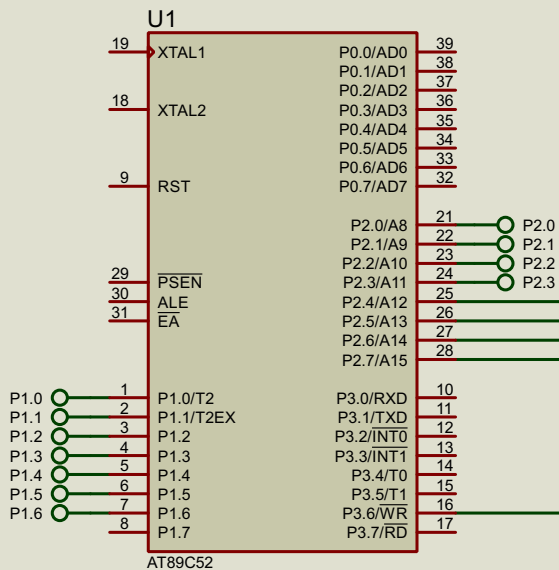 U1
19 XTAL1 P0.0/AD0 39
P0.1/AD1 38
P0.2/AD2 37
18 XTAL2 P0.3/AD3 36
P0.4/AD4 35
P0.5/AD5 34
P0.6/AD6 33
9 RST P0.7/AD7 32
P2.0/A8 21 P2.0
P2.1/A9 22 P2.1
P2.2/A10 23 P2.2
29 PSEN P2.3/A11 24 P2.3
30 ALE P2.4/A12 25
31 EA P2.5/A13 26
P2.6/A14 27
P2.7/A15 28
P1.0 1 P1.0/T2 P3.0/RXD 10
P1.1 2 P1.1/T2EX P3.1/TXD 11
P1.2 3 P1.2 P3.2/INT0 12
P1.3 4 P1.3 P3.3/INT1 13
P1.4 5 P1.4 P3.4/T0 14
P1.5 6 P1.5 P3.5/T1 15
P1.6 7 P1.6 P3.6/WR 16
8 P1.7 P3.7/RD 17
AT89C52